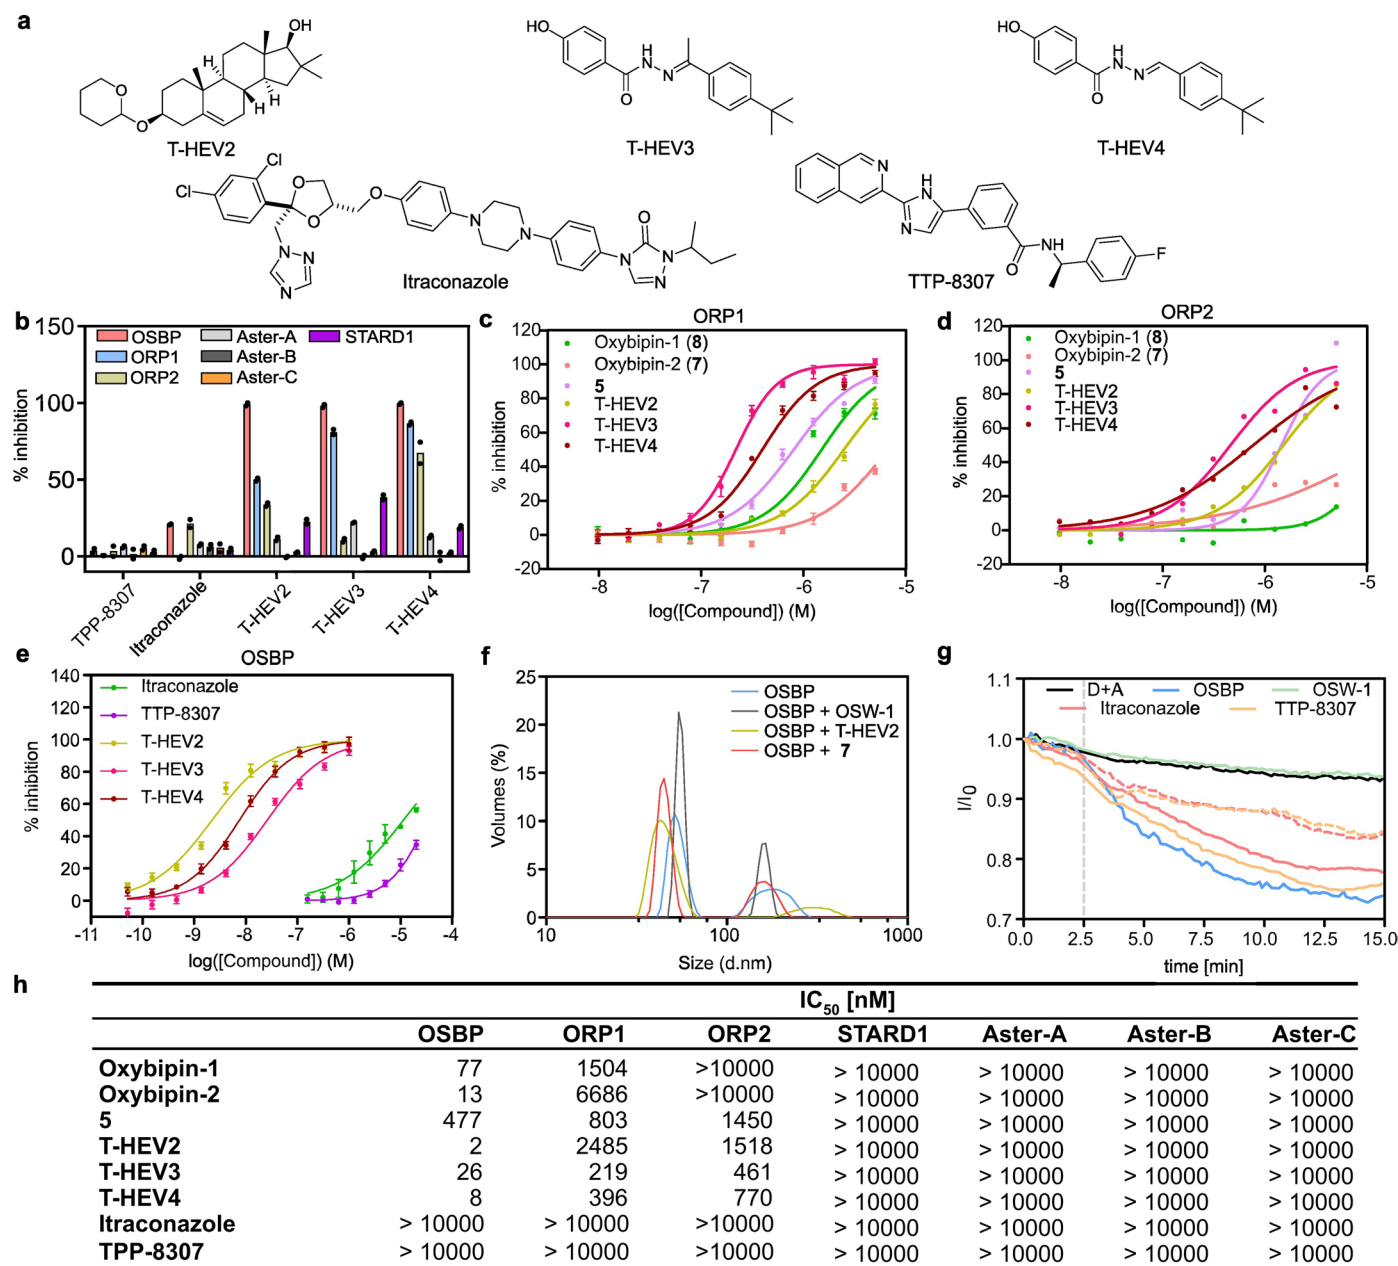 a
OH
T-HEV2
HO
T-HEV3
HO
T-HEV4
Cl
Cl
Itraconazole
TTP-8307
b
150
100
50
0
% inhibition
OSBP
ORP1
ORP2
Aster-A
Aster-B
Aster-C
STARD1
TPP-8307
Itraconazole
T-HEV2
T-HEV3
T-HEV4
c
ORP1
120
100
80
60
40
20
0
-20
% inhibition
Oxybipin-1 (8)
Oxybipin-2 (7)
5
T-HEV2
T-HEV3
T-HEV4
-8 -7 -6 -5
log([Compound]) (M)
d
ORP2
120
100
80
60
40
20
0
-20
% inhibition
Oxybipin-1 (8)
Oxybipin-2 (7)
5
T-HEV2
T-HEV3
T-HEV4
-8 -7 -6 -5
log([Compound]) (M)
e
OSBP
140
120
100
80
60
40
20
0
% inhibition
Itraconazole
TTP-8307
T-HEV2
T-HEV3
T-HEV4
-11 -10 -9 -8 -7 -6 -5 -4
log([Compound]) (M)
f
25
20
15
10
5
0
Volumes (%)
OSBP
OSBP + OSW-1
OSBP + T-HEV2
OSBP + 7
10 100 1000
Size (d.nm)
g
1.1
1.0
0.9
0.8
0.7
I/I0
D+A OSBP OSW-1
Itraconazole TTP-8307
0.0 2.5 5.0 7.5 10.0 12.5 15.0
time [min]
h
IC50 [nM]
OSBP ORP1 ORP2 STARD1 Aster-A Aster-B Aster-C
Oxybipin-1 77 1504 >10000 > 10000 > 10000 > 10000 > 10000
Oxybipin-2 13 6686 >10000 > 10000 > 10000 > 10000 > 10000
5 477 803 1450 > 10000 > 10000 > 10000 > 10000
T-HEV2 2 2485 1518 > 10000 > 10000 > 10000 > 10000
T-HEV3 26 219 461 > 10000 > 10000 > 10000 > 10000
T-HEV4 8 396 770 > 10000 > 10000 > 10000 > 10000
Itraconazole > 10000 > 10000 >10000 > 10000 > 10000 > 10000 > 10000
TPP-8307 > 10000 > 10000 >10000 > 10000 > 10000 > 10000 > 10000